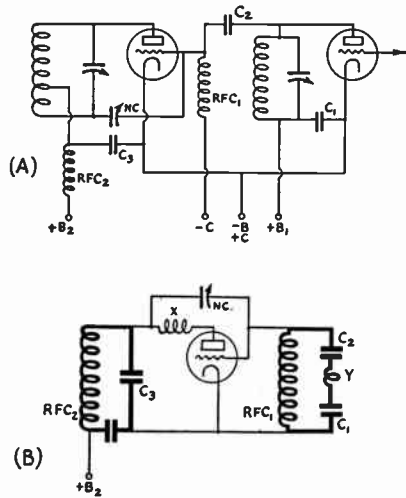 C2
NC
RFC1
C1
C3
(A)
RFC2
+B2
-C
-B
+C
+B1
NC
X
C2
C3
Y
RFC2
RFC1
C1
(B)
+B2